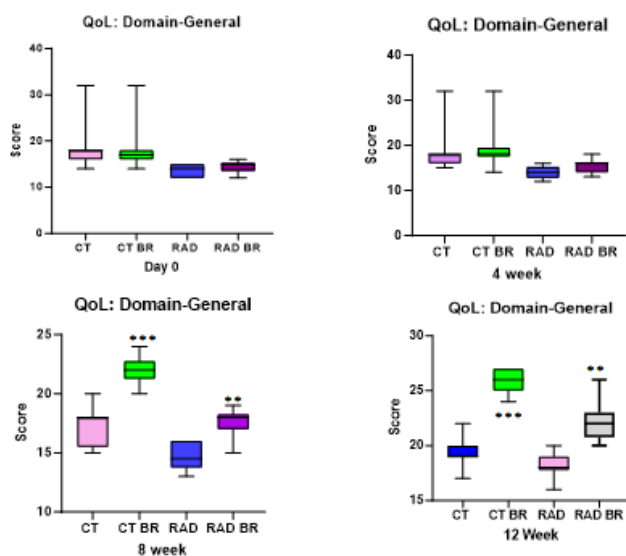 QoL: Domain-General
40
30
20
10
0
Score
CT
CT BR
RAD
RAD BR
Day 0
QoL: Domain-General
40
30
20
10
0
Score
CT
CT BR
RAD
RAD BR
4 week
QoL: Domain-General
25
20
15
10
Score
***
**
CT
CT BR
RAD
RAD BR
8 week
QoL: Domain-General
30
25
20
15
Score
***
**
CT
CT BR
RAD
RAD BR
12 Week